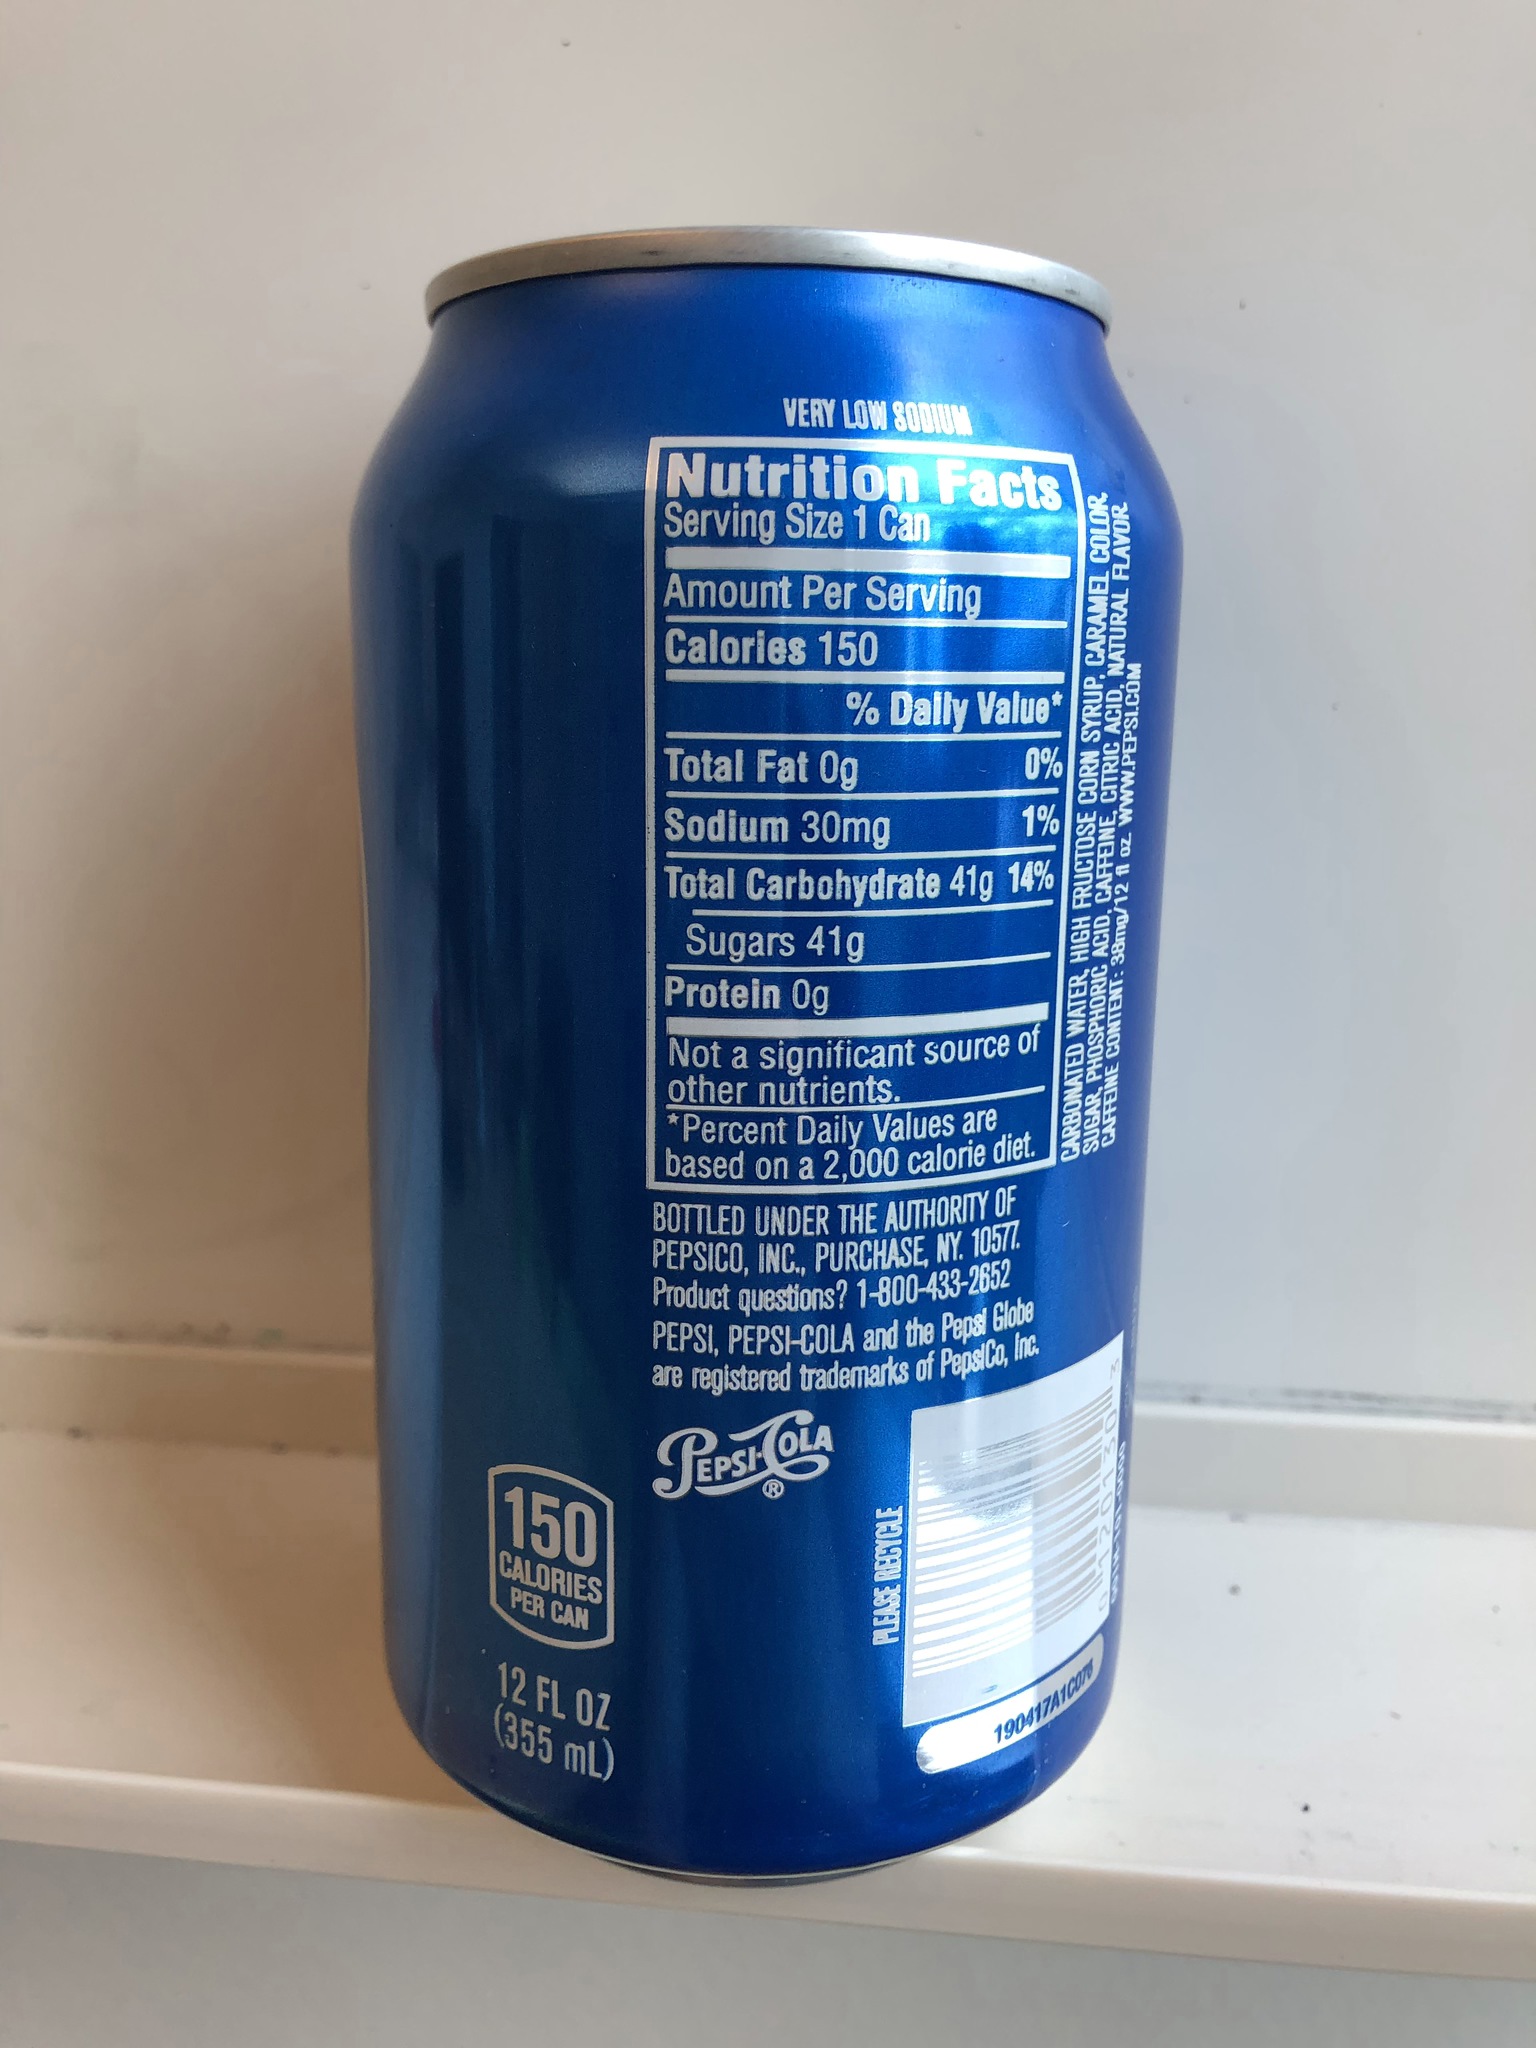 VERY LOW SODIUM
Nutrition Facts
Serving Size 1 Can
Amount Per Serving
Calories 150
% Daily Value*
Total Fat 0g 0%
Sodium 30mg 1%
Total Carbohydrate 41g 14%
Sugars 41g
Protein 0g
Not a significant source of
other nutrients.
*Percent Daily Values are
based on a 2,000 calorie diet.
CARBONATED WATER, HIGH FRUCTOSE CORN SYRUP, CARAMEL COLOR,
SUGAR, PHOSPHORIC ACID, CAFFEINE, CITRIC ACID, NATURAL FLAVOR
CAFFEINE CONTENT: 38mg/12 fl oz. WWW.PEPSI.COM
BOTTLED UNDER THE AUTHORITY OF
PEPSICO, INC., PURCHASE, NY. 10577.
Product questions? 1-800-433-2652
PEPSI, PEPSI-COLA and the Pepsi Globe
are registered trademarks of PepsiCo, Inc.
PEPSI-COLA
®
150
CALORIES
PER CAN
12 FL OZ
(355 mL)
PLEASE RECYCLE
190417A1C076